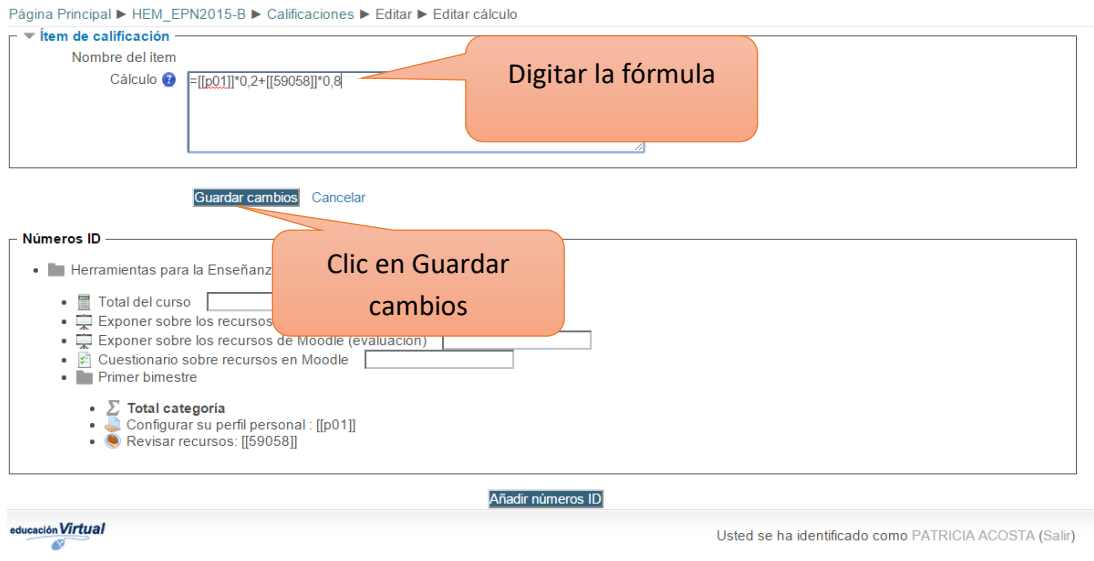 Página Principal ► HEM_EPN2015-B ► Calificaciones ► Editar ► Editar cálculo
Ítem de calificación
Nombre del ítem
Cálculo
=[[p01]]*0,2+[[59058]]*0,8
Digitar la fórmula
Guardar cambios Cancelar
Números ID
Clic en Guardar
cambios
Herramientas para la Enseñanz
Total del curso
Exponer sobre los recursos
Exponer sobre los recursos de Moodle (evaluación)
Cuestionario sobre recursos en Moodle
Primer bimestre
Total categoría
Configurar su perfil personal : [[p01]]
Revisar recursos: [[59058]]
Añadir números ID
educación Virtual
Usted se ha identificado como PATRICIA ACOSTA (Salir)